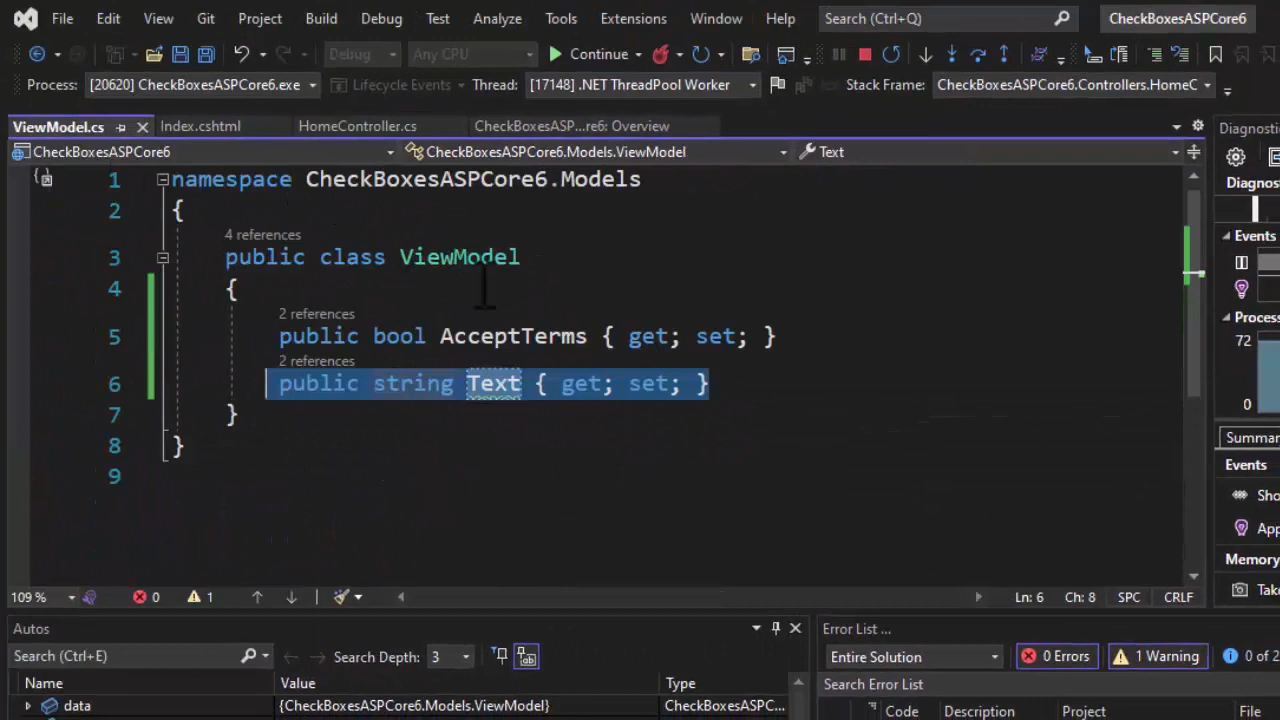 File Edit View Git Project Build Debug Test Analyze Tools Extensions Window Help Search (Ctrl+Q) CheckBoxesASPCore6
Debug Any CPU Continue
Process: [20620] CheckBoxesASPCore6.exe Lifecycle Events Thread: [17148] .NET ThreadPool Worker Stack Frame: CheckBoxesASPCore6.Controllers.HomeC
ViewModel.cs Index.cshtml HomeController.cs CheckBoxesASP...re6: Overview
Diagnostic
CheckBoxesASPCore6 CheckBoxesASPCore6.Models.ViewModel Text
1 namespace CheckBoxesASPCore6.Models
2 {
4 references
3 public class ViewModel
4 {
2 references
5 public bool AcceptTerms { get; set; }
2 references
6 public string Text { get; set; }
7 }
8 }
9
Diagnos
Events
Process
72
0
Summar
Events
Sho
App
Memory
Take
109 % 0 1 Ln: 6 Ch: 8 SPC CRLF
Autos
Search (Ctrl+E) Search Depth: 3
Name Value Type
data {CheckBoxesASPCore6.Models.ViewModel} CheckBoxesASPC...
Error List ...
Entire Solution 0 Errors 1 Warning 0 of 2
Search Error List
Code Description Project File